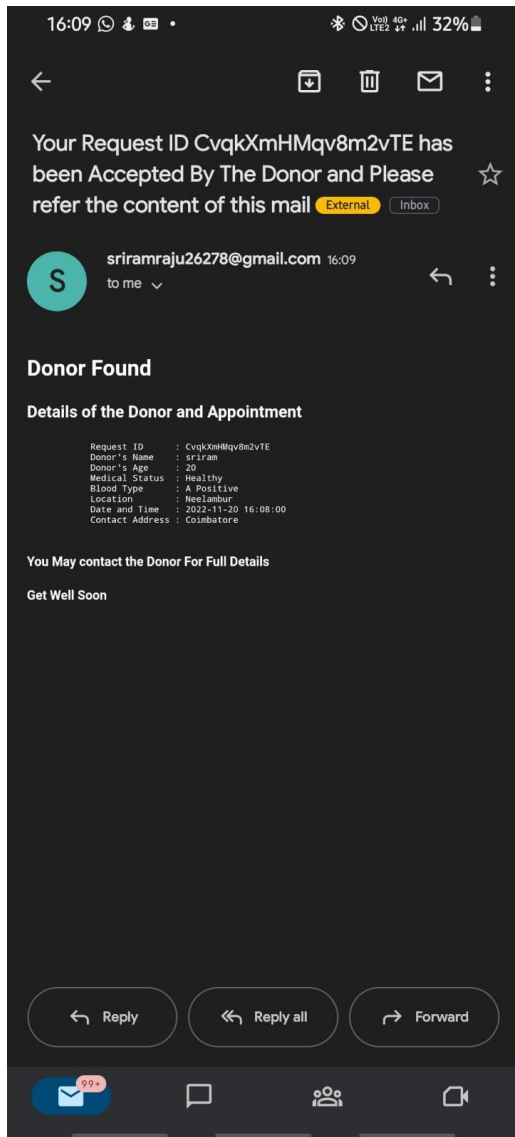 16:09 32%
Your Request ID CvqkXmHMqv8m2vTE has
been Accepted By The Donor and Please
refer the content of this mail External Inbox
S
sriramraju26278@gmail.com 16:09
to me
Donor Found
Details of the Donor and Appointment
Request ID : CvqkXmHMqv8m2vTE
Donor's Name : sriram
Donor's Age : 20
Medical Status : Healthy
Blood Type : A Positive
Location : Neelambur
Date and Time : 2022-11-20 16:08:00
Contact Address : Coimbatore
You May contact the Donor For Full Details
Get Well Soon
Reply Reply all Forward
99+